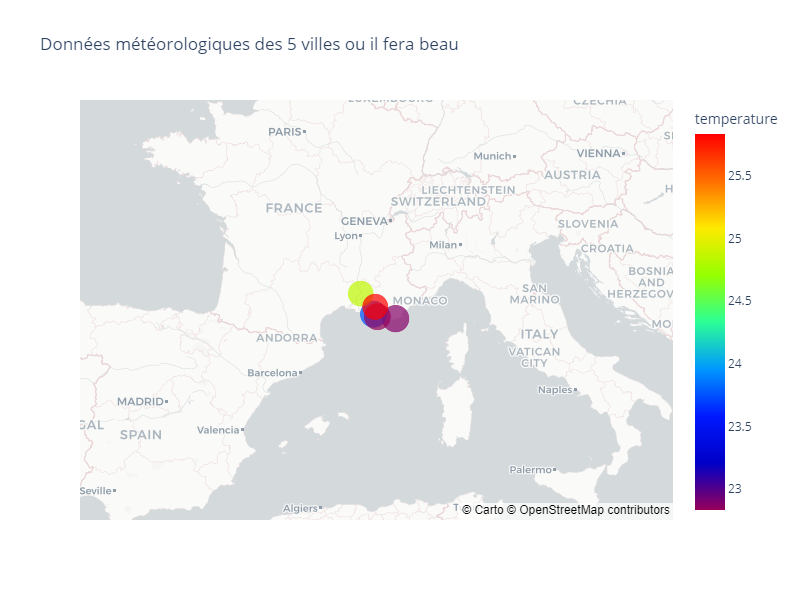 Données météorologiques des 5 villes ou il fera beau
temperature
25.5
25
24.5
24
23.5
23
CZECHIA
PARIS
Munich
VIENNA
AUSTRIA
LIECHTENSTEIN
SWITZERLAND
FRANCE
GENEVA
Lyon
Milan
SLOVENIA
CROATIA
BOSNIA
AND
HERZEGOV
SAN
MARINO
MONACO
MO
ITALY
VATICAN
CITY
ANDORRA
Barcelona
Naples
MADRID
GAL
SPAIN
Valencia
Palermo
Seville
Algiers
T
© Carto © OpenStreetMap contributors